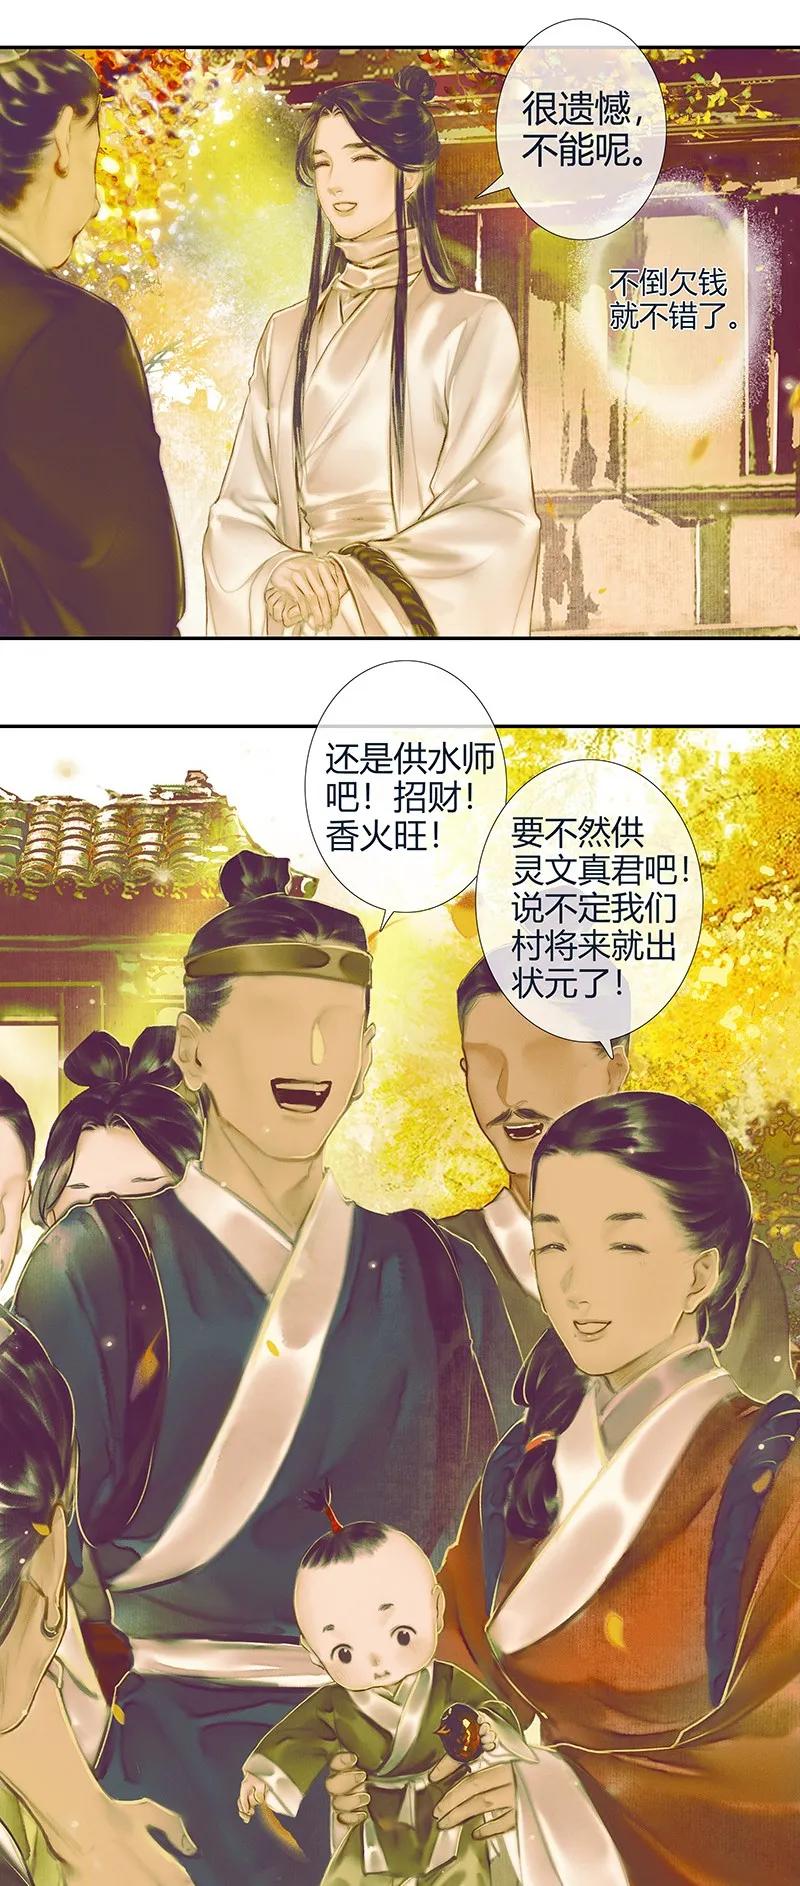 很遗憾，
不能呢。
不倒欠钱
就不错了。
还是供水师
吧！招财！
香火旺！
要不然供
灵文真君吧！
说不定我们
村将来就出
状元了！